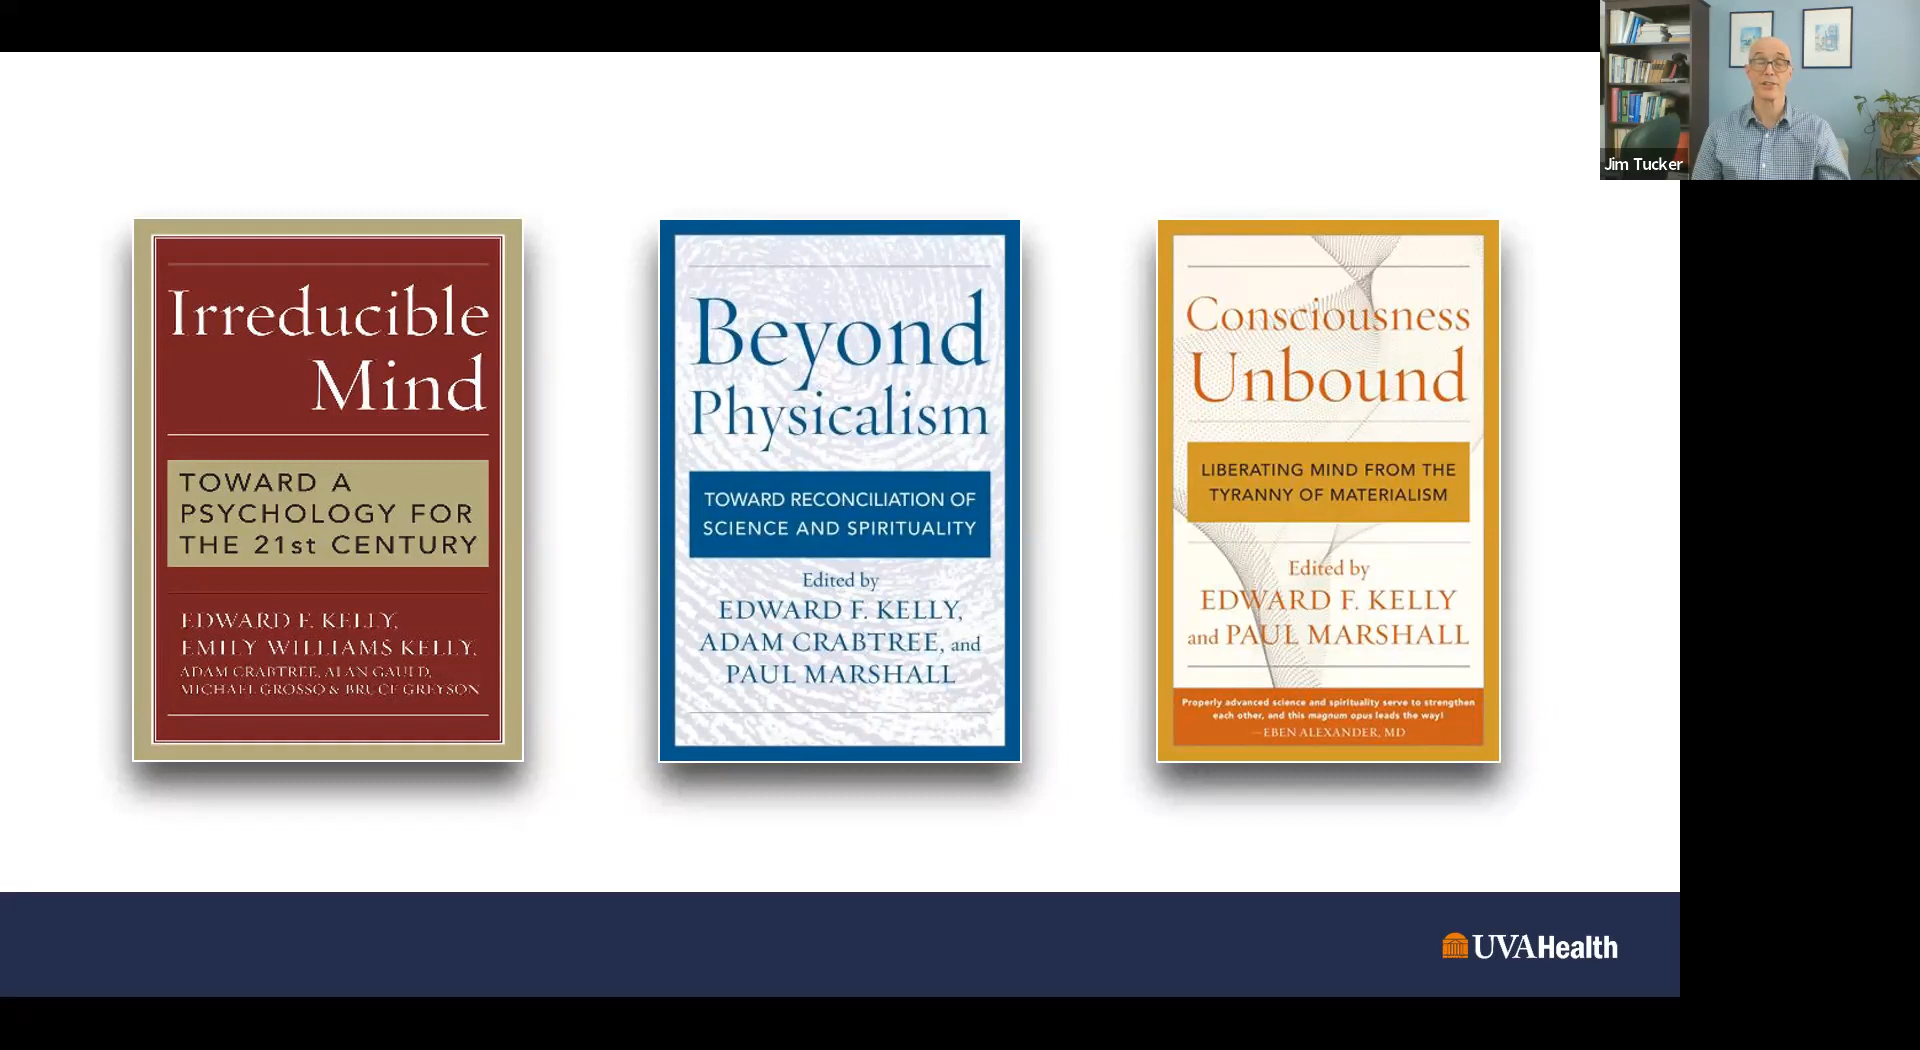 Jim Tucker
Irreducible
Mind
TOWARD A
PSYCHOLOGY FOR
THE 21st CENTURY
EDWARD F. KELLY,
EMILY WILLIAMS KELLY,
ADAM CRABTREE, ALAN GAULD,
MICHAEL GROSSO & BRUCE GREYSON
Beyond
Physicalism
TOWARD RECONCILIATION OF
SCIENCE AND SPIRITUALITY
Edited by
EDWARD F. KELLY,
ADAM CRABTREE, and
PAUL MARSHALL
Consciousness
Unbound
LIBERATING MIND FROM THE
TYRANNY OF MATERIALISM
Edited by
EDWARD F. KELLY
and PAUL MARSHALL
Properly advanced science and spirituality serve to strengthen
each other, and this magnum opus leads the way!
—EBEN ALEXANDER, MD
UVAHealth